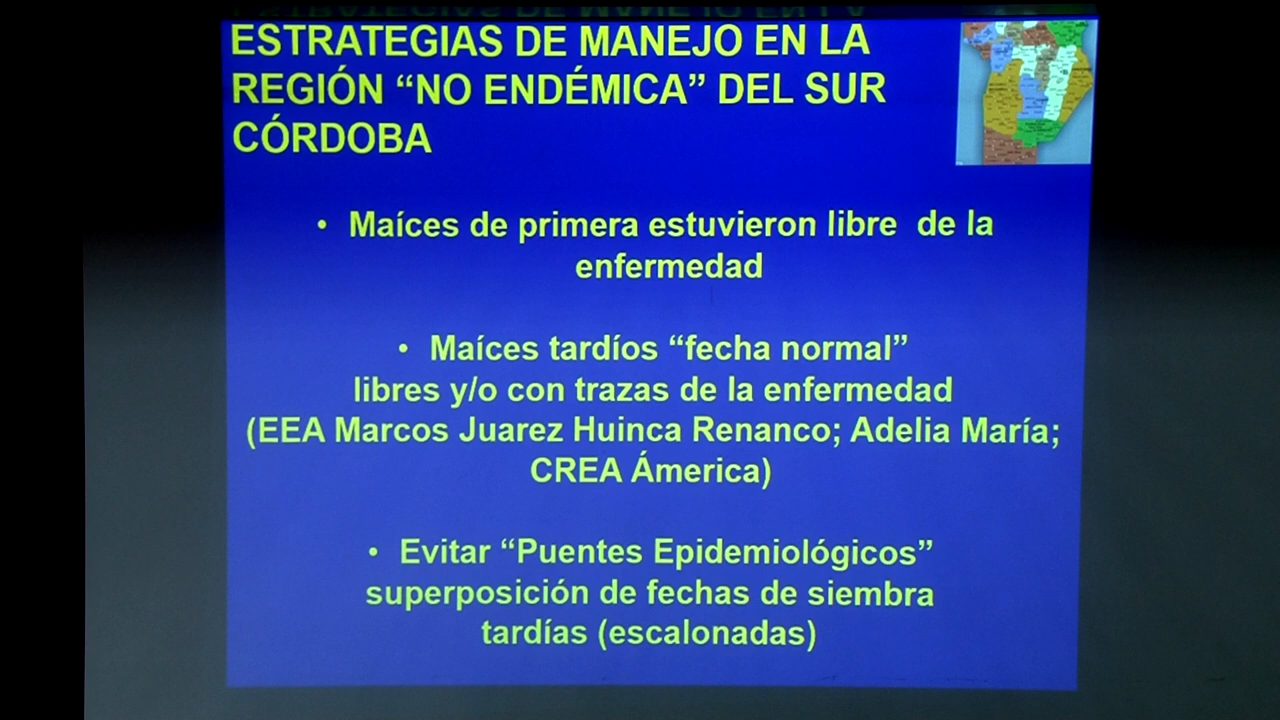 ESTRATEGIAS DE MANEJO EN LA
REGIÓN “NO ENDÉMICA” DEL SUR
CÓRDOBA
• Maíces de primera estuvieron libre de la
enfermedad
• Maíces tardíos “fecha normal”
libres y/o con trazas de la enfermedad
(EEA Marcos Juarez Huinca Renanco; Adelia María;
CREA Ámerica)
• Evitar “Puentes Epidemiológicos”
superposición de fechas de siembra
tardías (escalonadas)